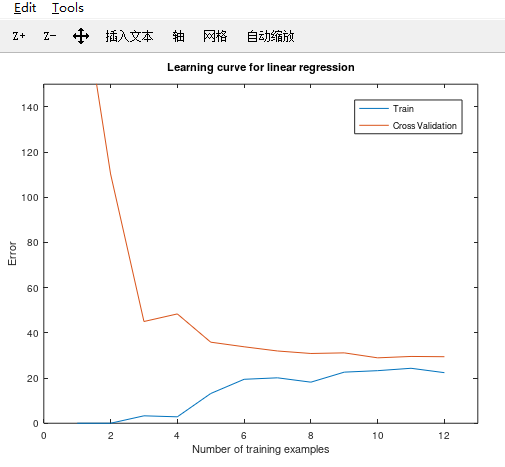 Edit Tools
Z+ Z- 插入文本 轴 网格 自动缩放
Learning curve for linear regression
Train
Cross Validation
140
120
100
80
60
40
20
0
Error
0 2 4 6 8 10 12
Number of training examples